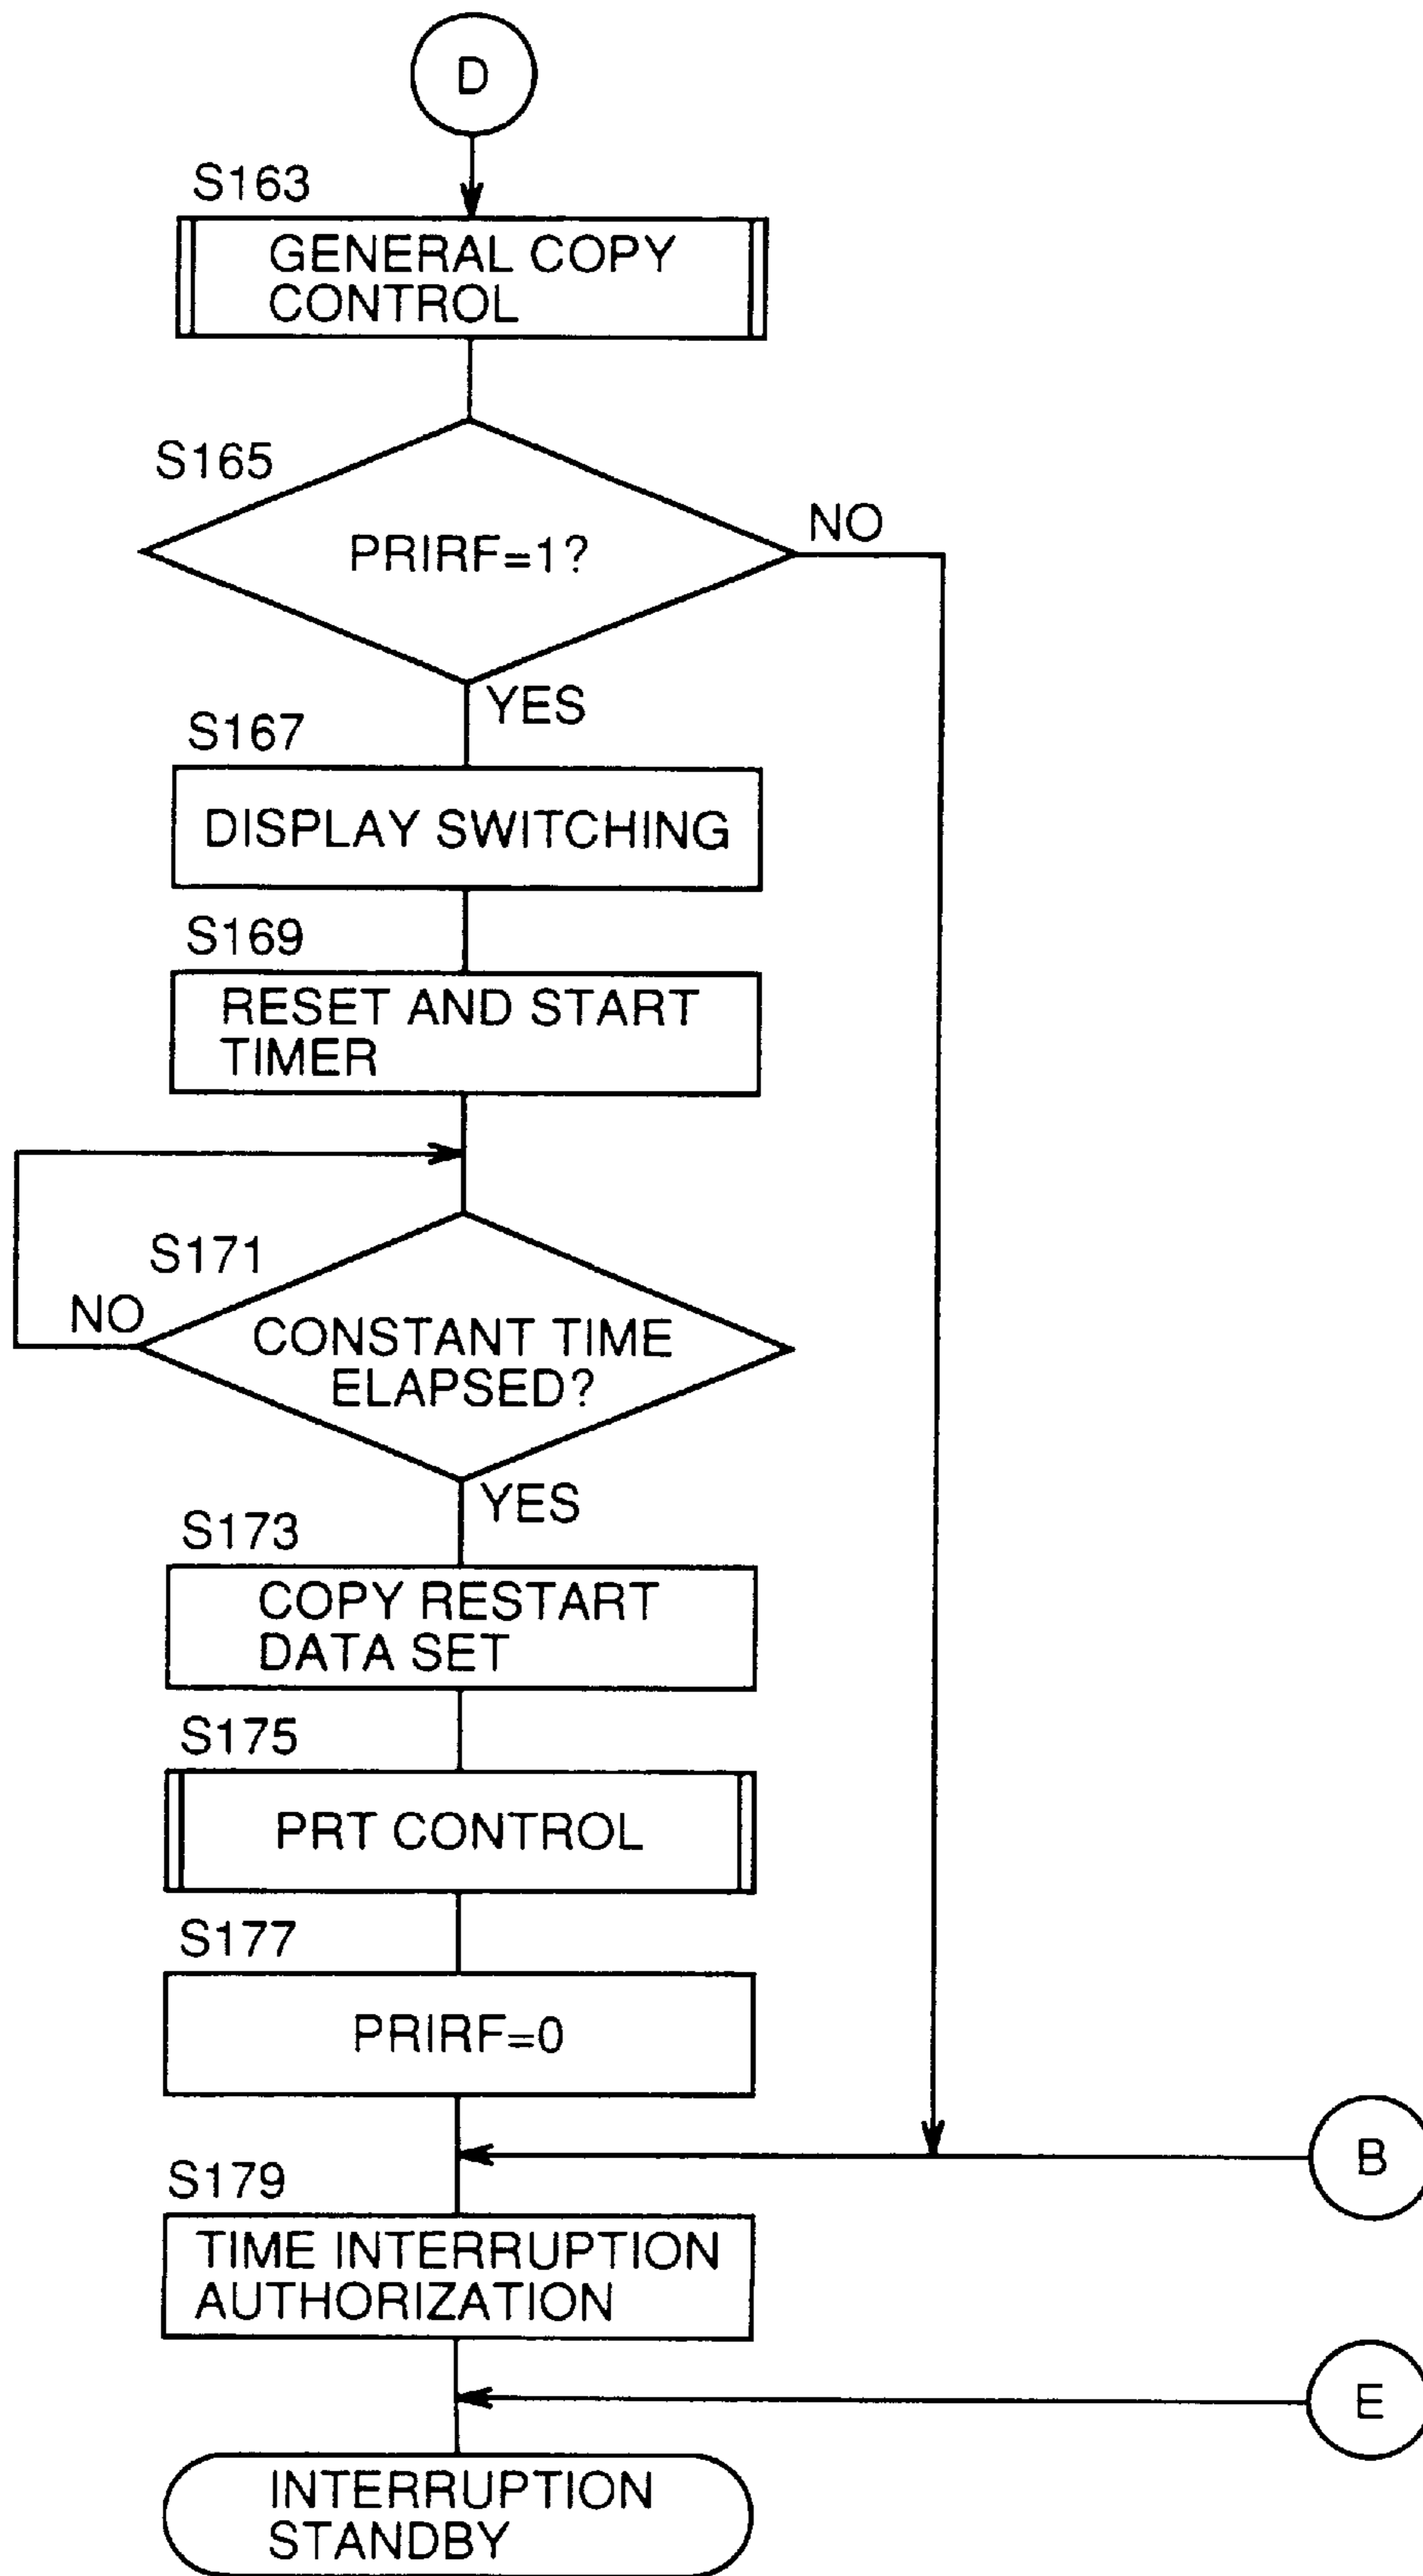 D
S163
GENERAL COPY
CONTROL
S165
PRIRF=1?
NO
YES
S167
DISPLAY SWITCHING
S169
RESET AND START
TIMER
S171
NO
CONSTANT TIME
ELAPSED?
YES
S173
COPY RESTART
DATA SET
S175
PRT CONTROL
S177
PRIRF=0
B
S179
TIME INTERRUPTION
AUTHORIZATION
E
INTERRUPTION
STANDBY